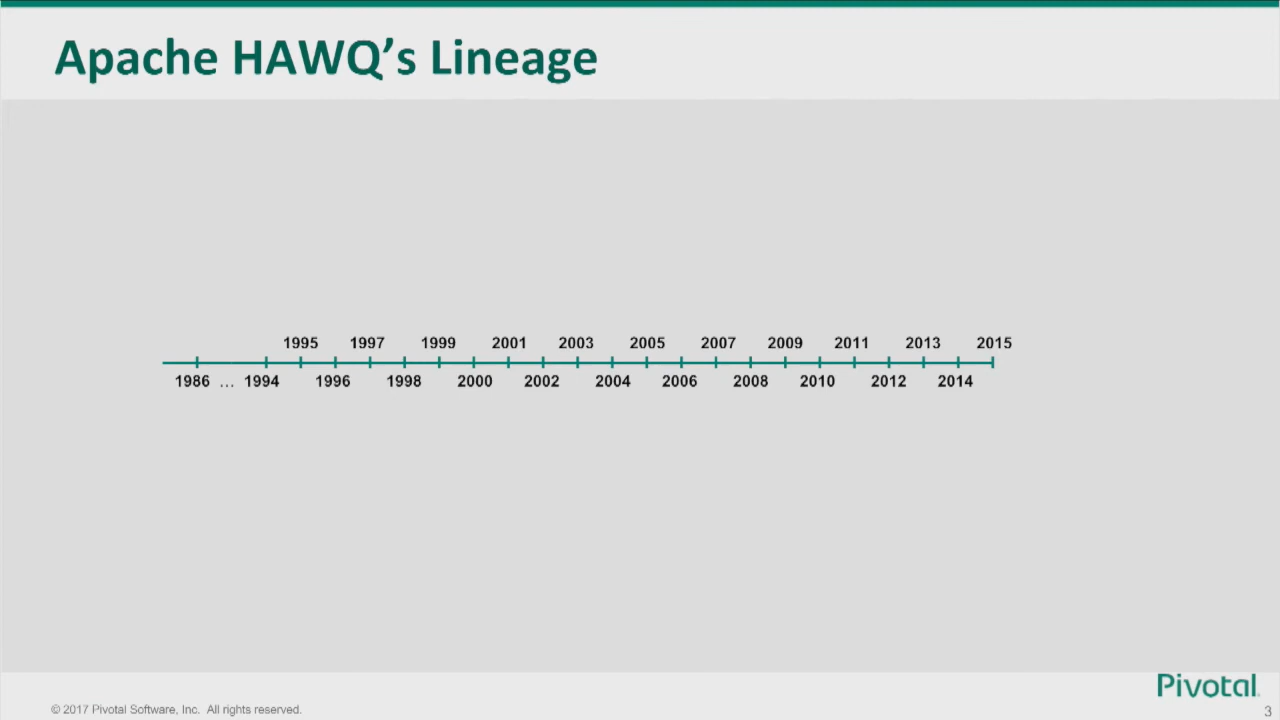 Apache HAWQ’s Lineage
1995 1997 1999 2001 2003 2005 2007 2009 2011 2013 2015
1986 ... 1994 1996 1998 2000 2002 2004 2006 2008 2010 2012 2014
Pivotal
© 2017 Pivotal Software, Inc. All rights reserved.
3